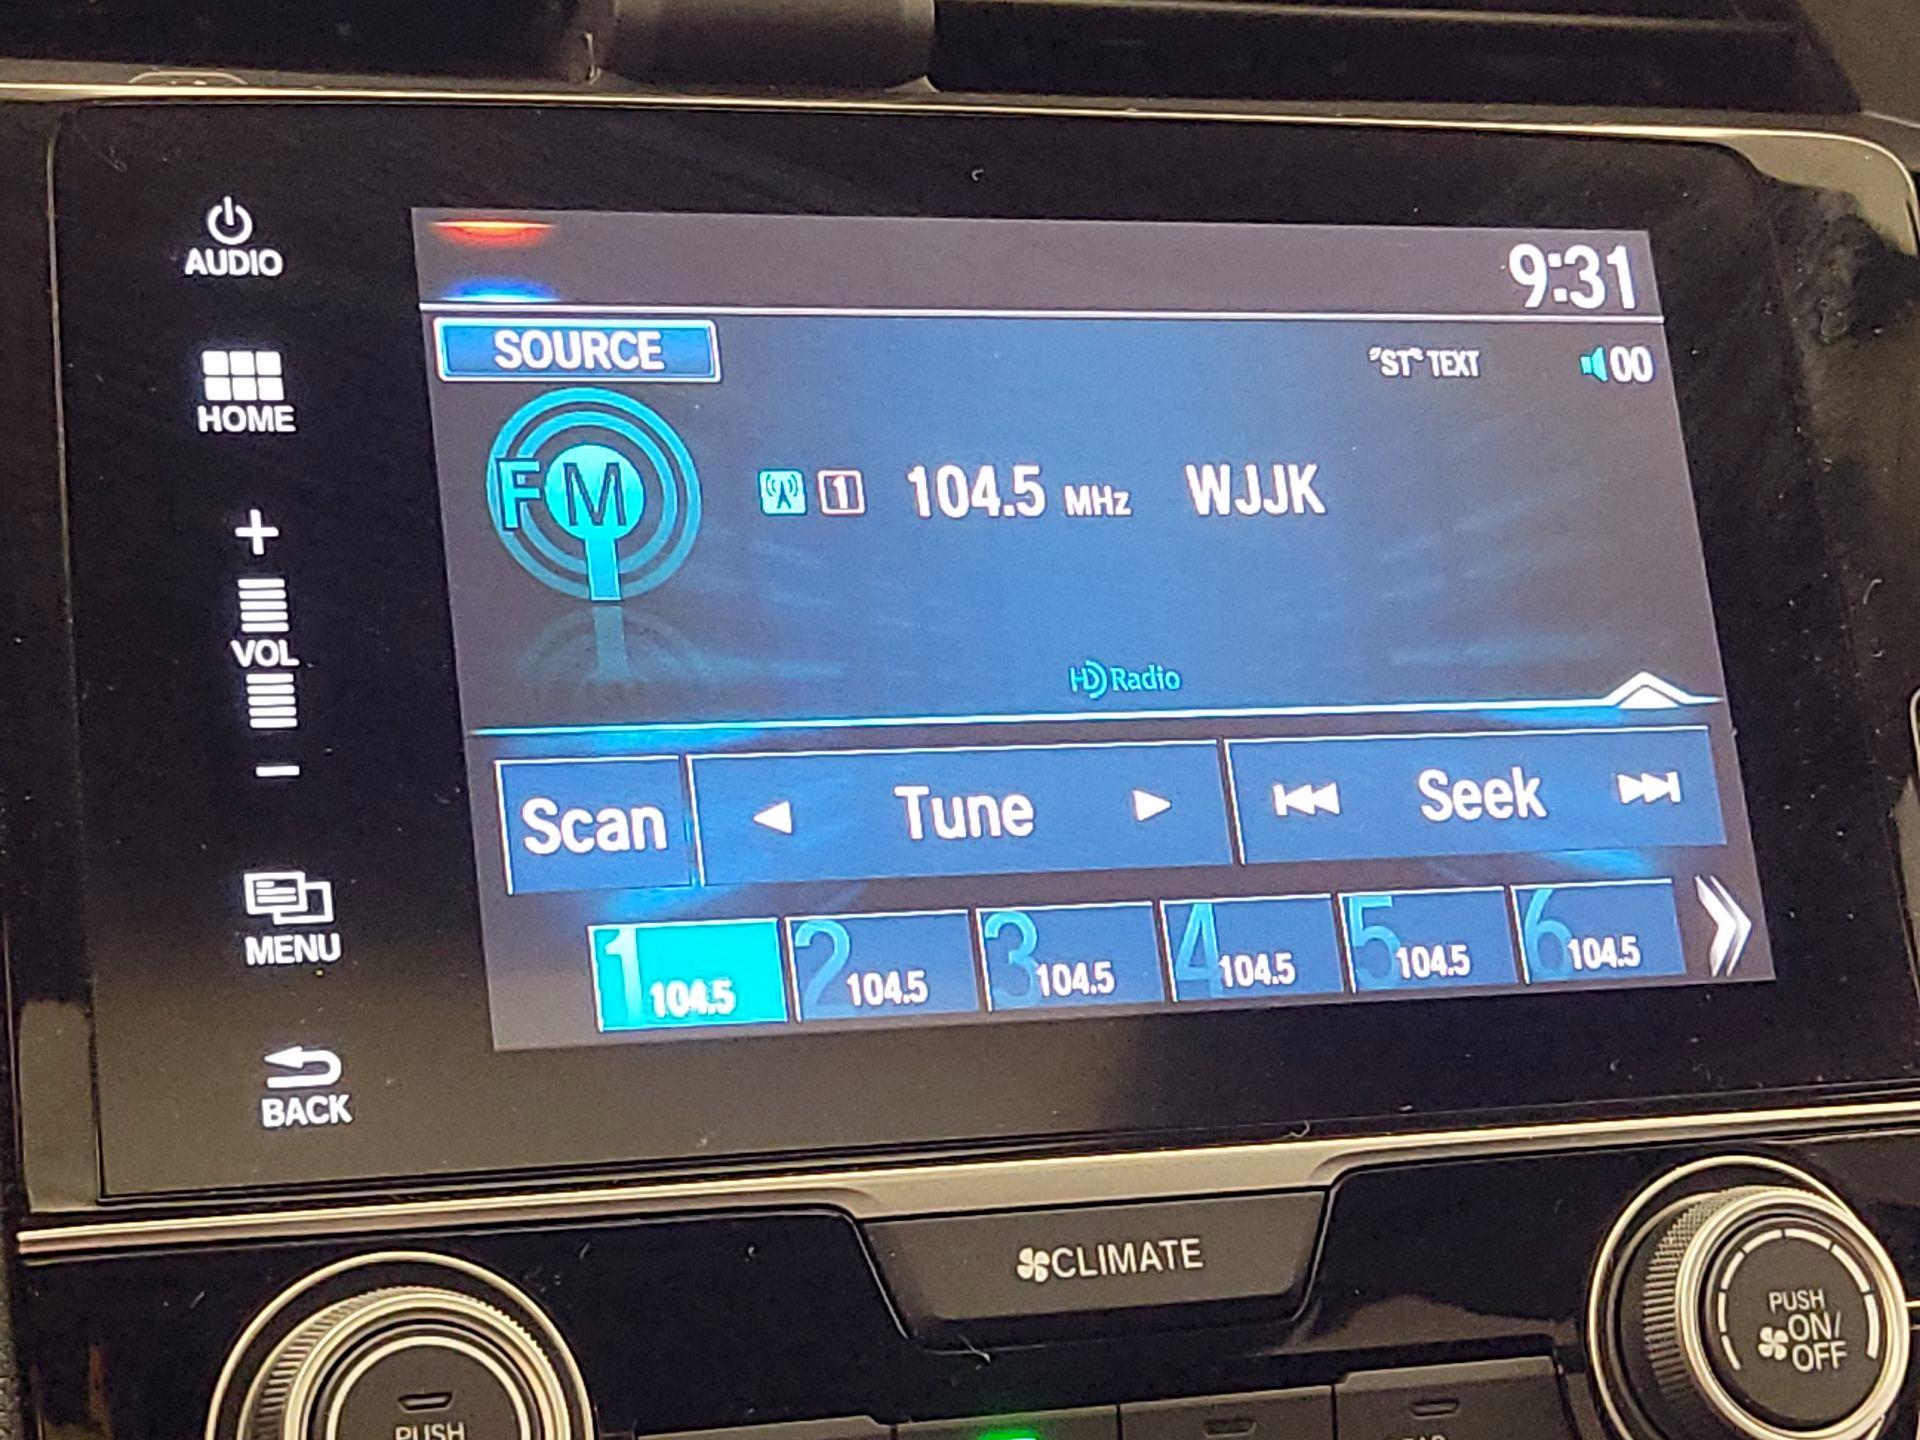 AUDIO
HOME
+
VOL
−
MENU
BACK
9:31
SOURCE
"ST" TEXT
00
FM
1 104.5 MHz WJJK
HD Radio
Scan
Tune
Seek
1 104.5
2 104.5
3 104.5
4 104.5
5 104.5
6 104.5
CLIMATE
PUSH
PUSH
ON/
OFF